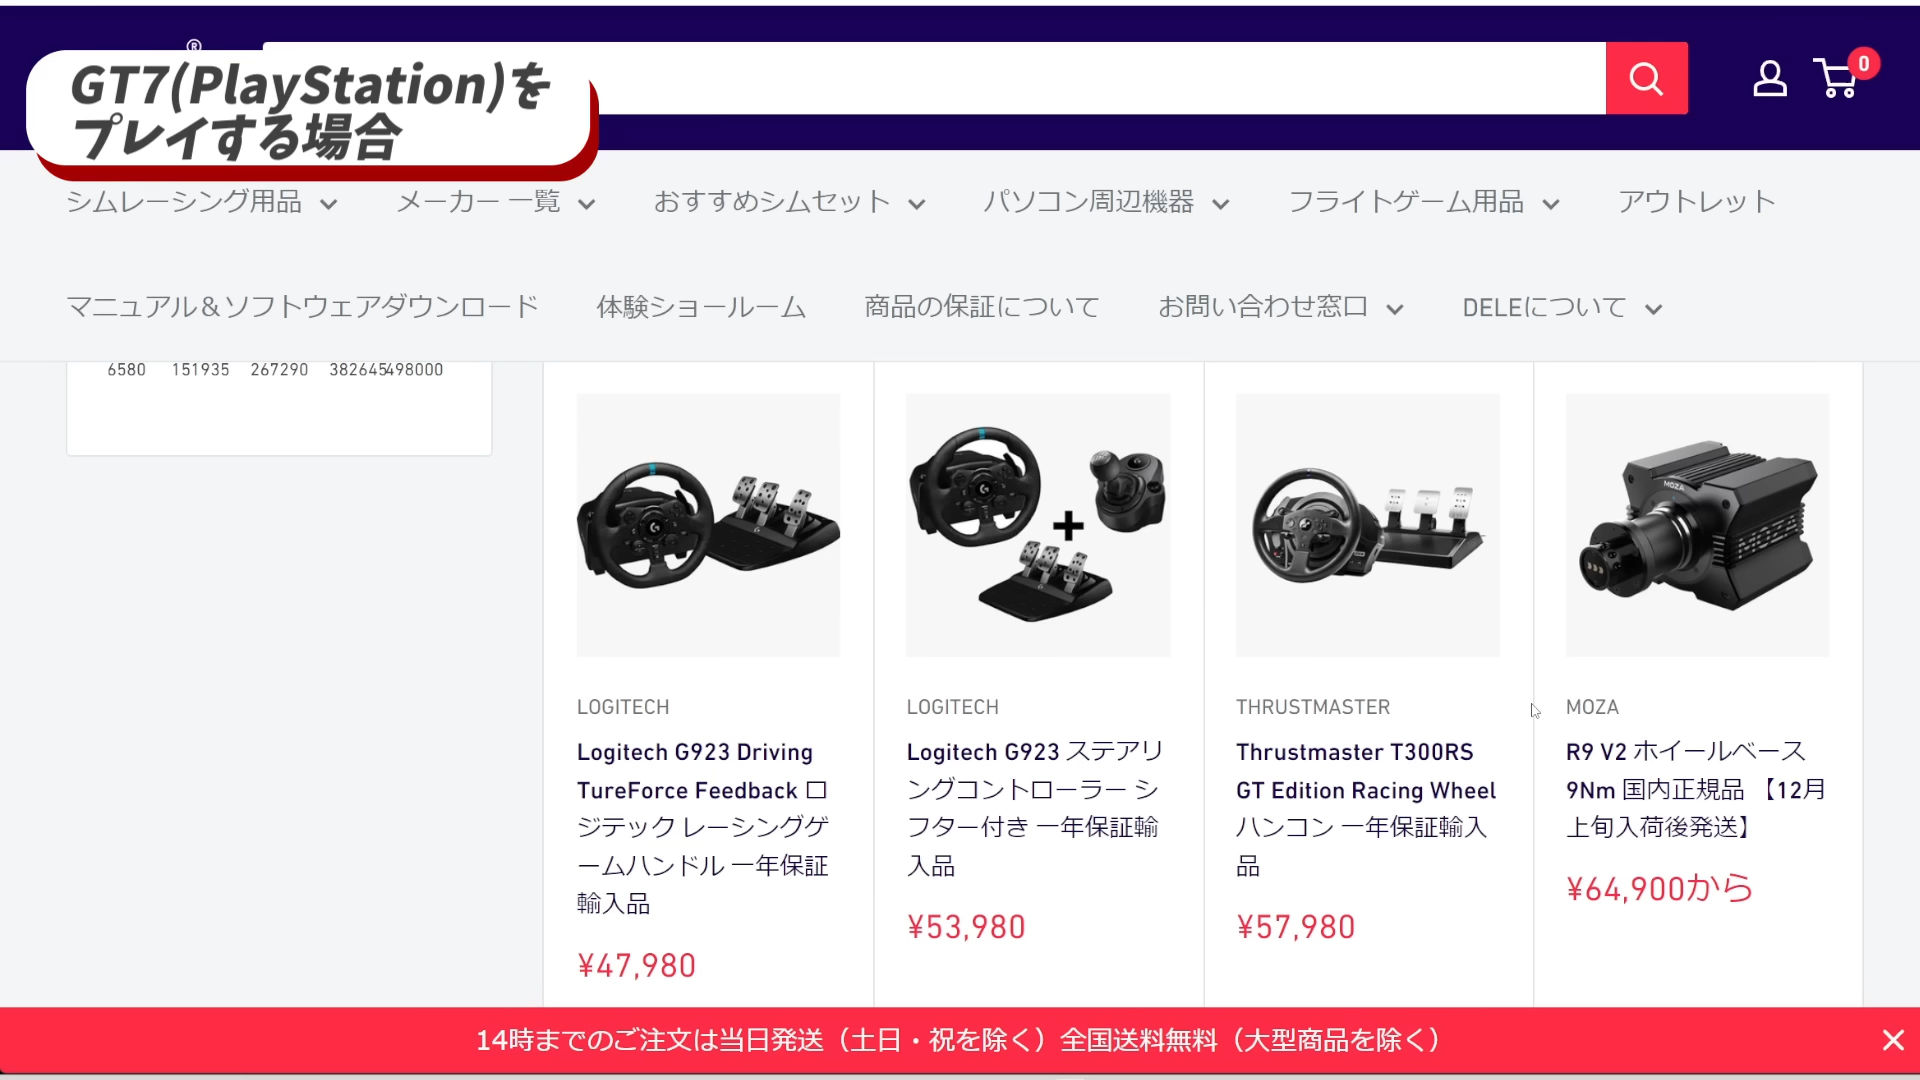 ®
GT7(PlayStation)を
プレイする場合
0
シムレーシング用品 メーカー 一覧 おすすめシムセット パソコン周辺機器 フライトゲーム用品 アウトレット
マニュアル＆ソフトウェアダウンロード 体験ショールーム 商品の保証について お問い合わせ窓口 DELEについて
6580 151935 267290 382645498000
LOGITECH
Logitech G923 Driving
TureForce Feedback ロ
ジテック レーシングゲ
ームハンドル 一年保証
輸入品
¥47,980
LOGITECH
Logitech G923 ステアリ
ングコントローラー シ
フター付き 一年保証輸
入品
¥53,980
THRUSTMASTER
Thrustmaster T300RS
GT Edition Racing Wheel
ハンコン 一年保証輸入
品
¥57,980
MOZA
MOZA
R9 V2 ホイールベース
9Nm 国内正規品 【12月
上旬入荷後発送】
¥64,900から
14時までのご注文は当日発送（土日・祝を除く）全国送料無料（大型商品を除く）